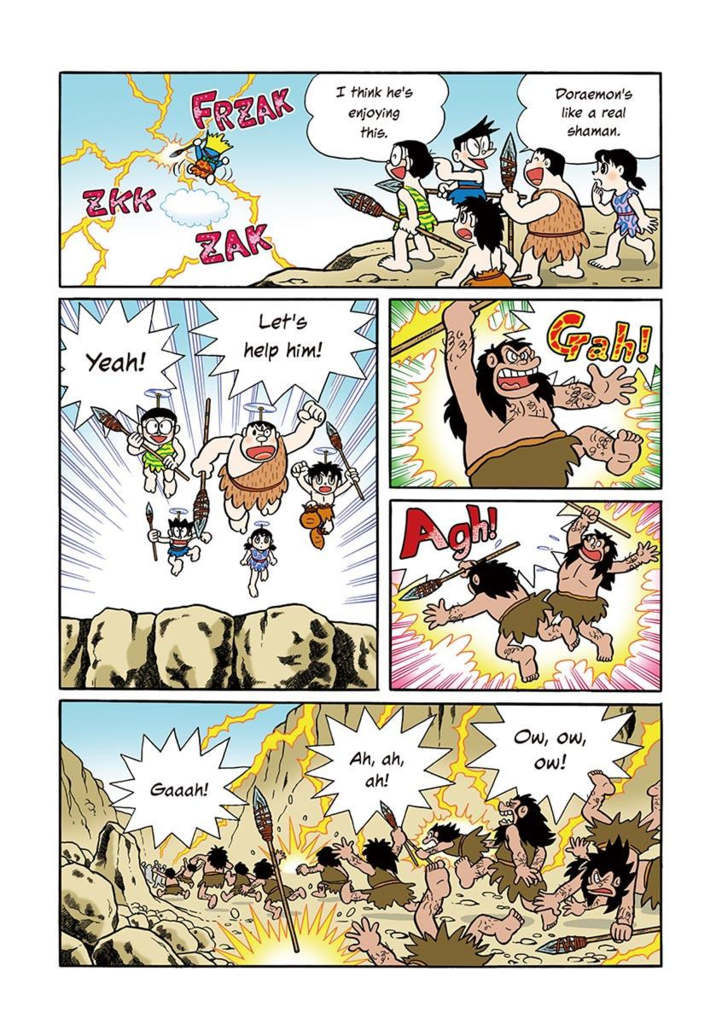 FRZAK
ZKK
ZAK
I think he's
enjoying
this.
Doraemon's
like a real
shaman.
Yeah!
Let's
help him!
Gah!
Agh!
Gaaah!
Ah, ah,
ah!
Ow, ow,
ow!